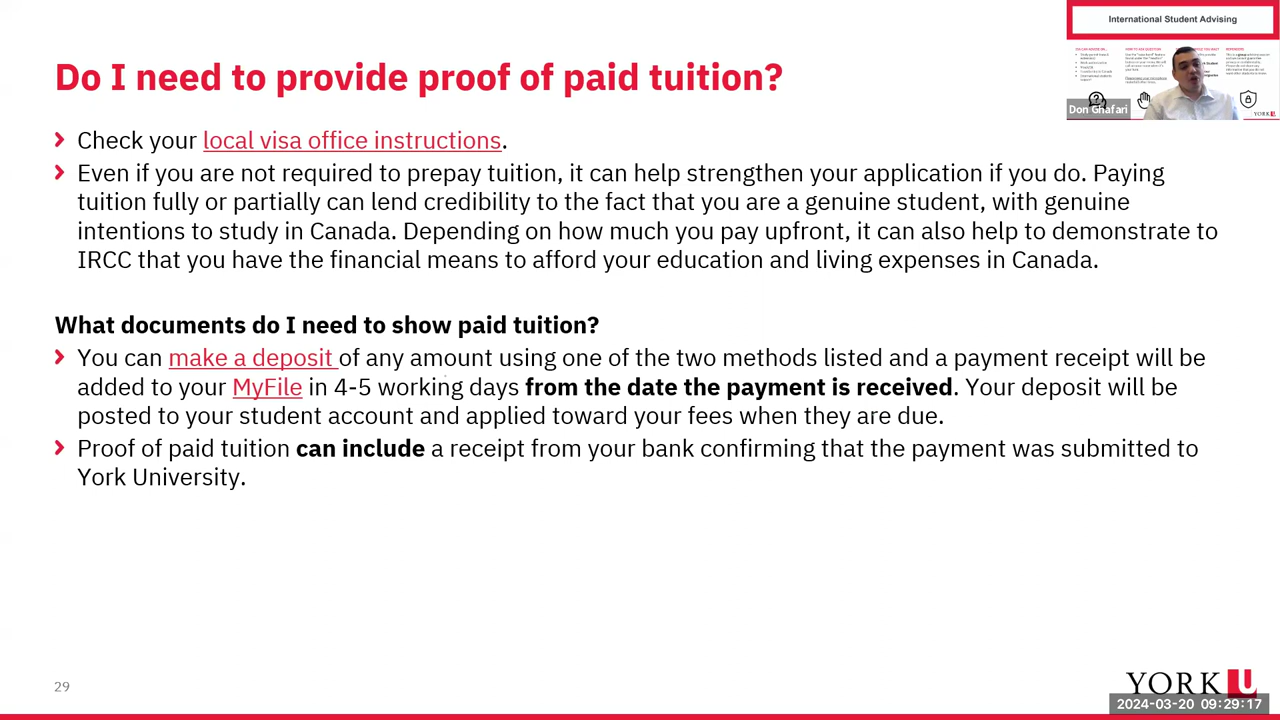 International Student Advising
Do I need to provide proof of paid tuition?
Don Ghafari
YORK U
Check your local visa office instructions.
Even if you are not required to prepay tuition, it can help strengthen your application if you do. Paying
tuition fully or partially can lend credibility to the fact that you are a genuine student, with genuine
intentions to study in Canada. Depending on how much you pay upfront, it can also help to demonstrate to
IRCC that you have the financial means to afford your education and living expenses in Canada.
What documents do I need to show paid tuition?
You can make a deposit of any amount using one of the two methods listed and a payment receipt will be
added to your MyFile in 4-5 working days from the date the payment is received. Your deposit will be
posted to your student account and applied toward your fees when they are due.
Proof of paid tuition can include a receipt from your bank confirming that the payment was submitted to
York University.
29
YORK U
2024-03-20 09:29:17